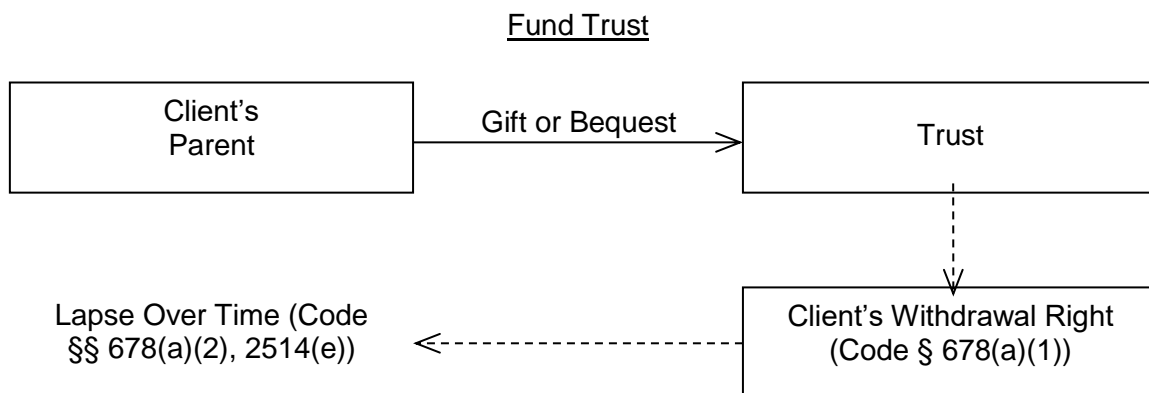 Fund Trust
Client’s
Parent
Gift or Bequest
Trust
Lapse Over Time (Code
§§ 678(a)(2), 2514(e))
Client’s Withdrawal Right
(Code § 678(a)(1))